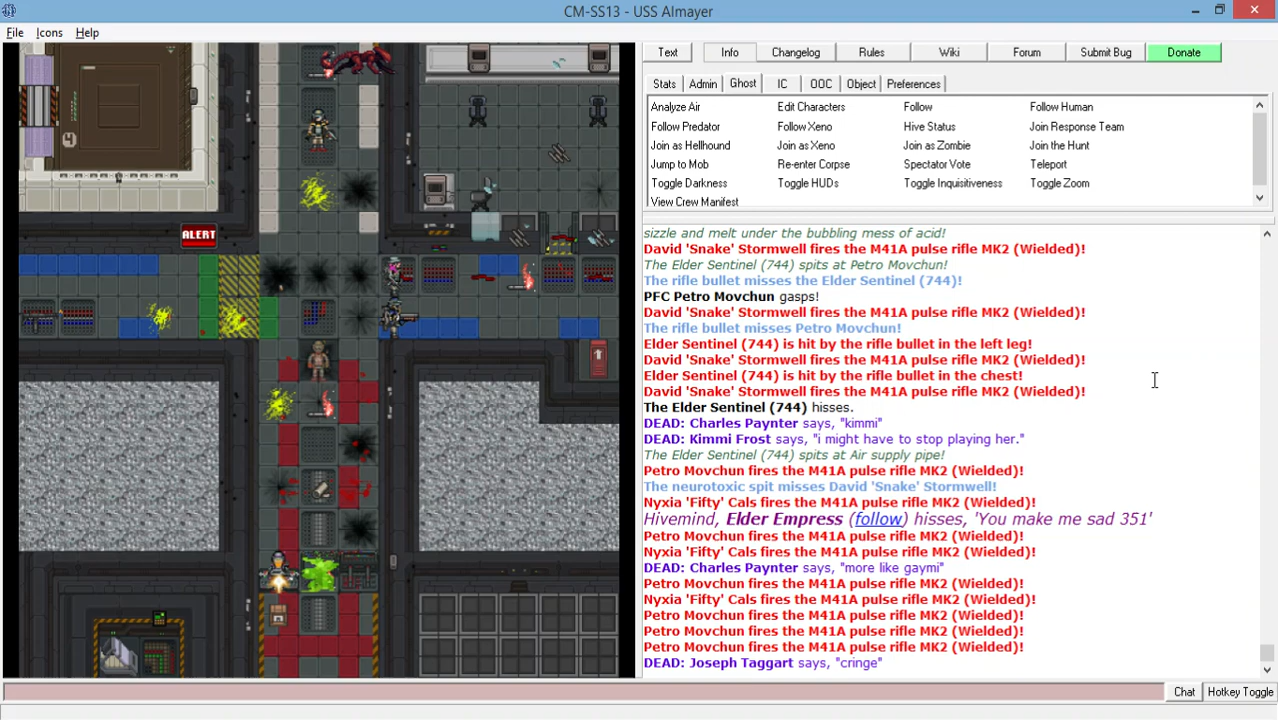 CM-SS13 - USS Almayer
File Icons Help
Text Info Changelog Rules Wiki Forum Submit Bug Donate
Stats Admin Ghost IC OOC Object Preferences
Analyze Air Edit Characters Follow Follow Human
Follow Predator Follow Xeno Hive Status Join Response Team
Join as Hellhound Join as Xeno Join as Zombie Join the Hunt
Jump to Mob Re-enter Corpse Spectator Vote Teleport
Toggle Darkness Toggle HUDs Toggle Inquisitiveness Toggle Zoom
View Crew Manifest
4
ALERT
sizzle and melt under the bubbling mess of acid!
David 'Snake' Stormwell fires the M41A pulse rifle MK2 (Wielded)!
The Elder Sentinel (744) spits at Petro Movchun!
The rifle bullet misses the Elder Sentinel (744)!
PFC Petro Movchun gasps!
David 'Snake' Stormwell fires the M41A pulse rifle MK2 (Wielded)!
The rifle bullet misses Petro Movchun!
Elder Sentinel (744) is hit by the rifle bullet in the left leg!
David 'Snake' Stormwell fires the M41A pulse rifle MK2 (Wielded)!
Elder Sentinel (744) is hit by the rifle bullet in the chest!
David 'Snake' Stormwell fires the M41A pulse rifle MK2 (Wielded)!
The Elder Sentinel (744) hisses.
DEAD: Charles Paynter says, "kimmi"
DEAD: Kimmi Frost says, "i might have to stop playing her."
The Elder Sentinel (744) spits at Air supply pipe!
Petro Movchun fires the M41A pulse rifle MK2 (Wielded)!
The neurotoxic spit misses David 'Snake' Stormwell!
Nyxia 'Fifty' Cals fires the M41A pulse rifle MK2 (Wielded)!
Hivemind, Elder Empress (follow) hisses, 'You make me sad 351'
Petro Movchun fires the M41A pulse rifle MK2 (Wielded)!
Nyxia 'Fifty' Cals fires the M41A pulse rifle MK2 (Wielded)!
DEAD: Charles Paynter says, "more like gaymi"
Petro Movchun fires the M41A pulse rifle MK2 (Wielded)!
Nyxia 'Fifty' Cals fires the M41A pulse rifle MK2 (Wielded)!
Petro Movchun fires the M41A pulse rifle MK2 (Wielded)!
Petro Movchun fires the M41A pulse rifle MK2 (Wielded)!
Petro Movchun fires the M41A pulse rifle MK2 (Wielded)!
DEAD: Joseph Taggart says, "cringe"
Chat Hotkey Toggle